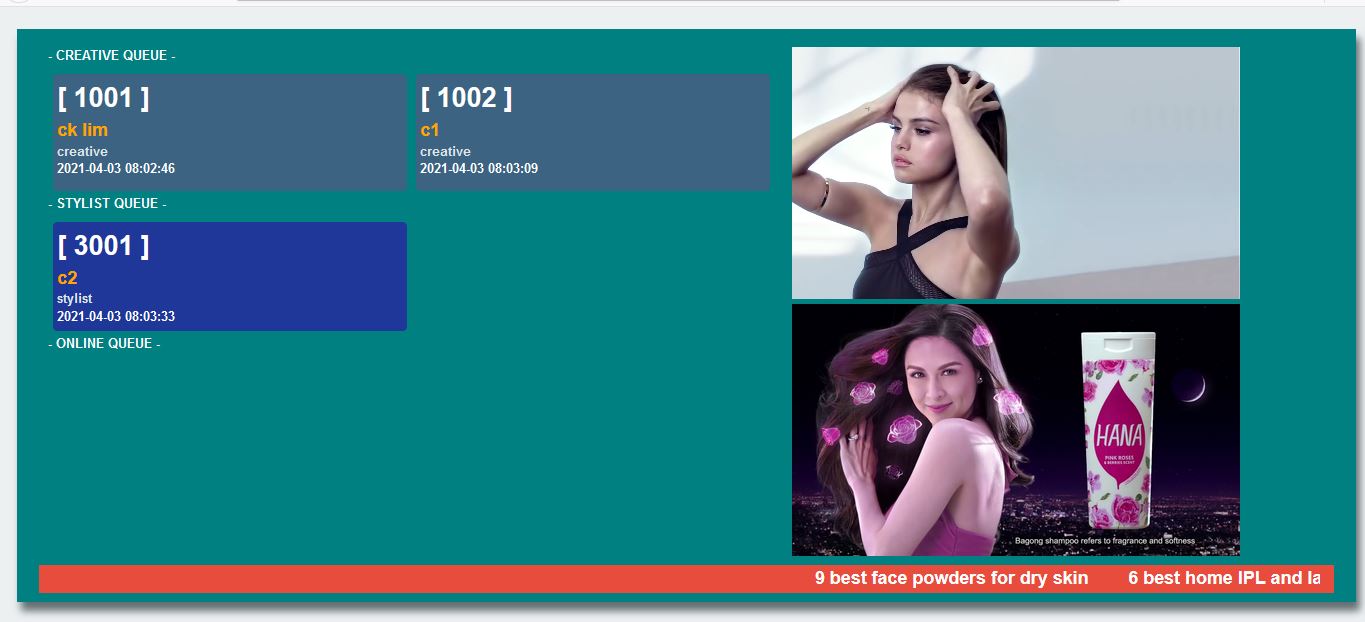 - CREATIVE QUEUE -
[ 1001 ]
ck lim
creative
2021-04-03 08:02:46
[ 1002 ]
c1
creative
2021-04-03 08:03:09
- STYLIST QUEUE -
[ 3001 ]
c2
stylist
2021-04-03 08:03:33
- ONLINE QUEUE -
HANA
PINK ROSES
& BERRIES SCENT
Bagong shampoo refers to fragrance and softness
9 best face powders for dry skin
6 best home IPL and la